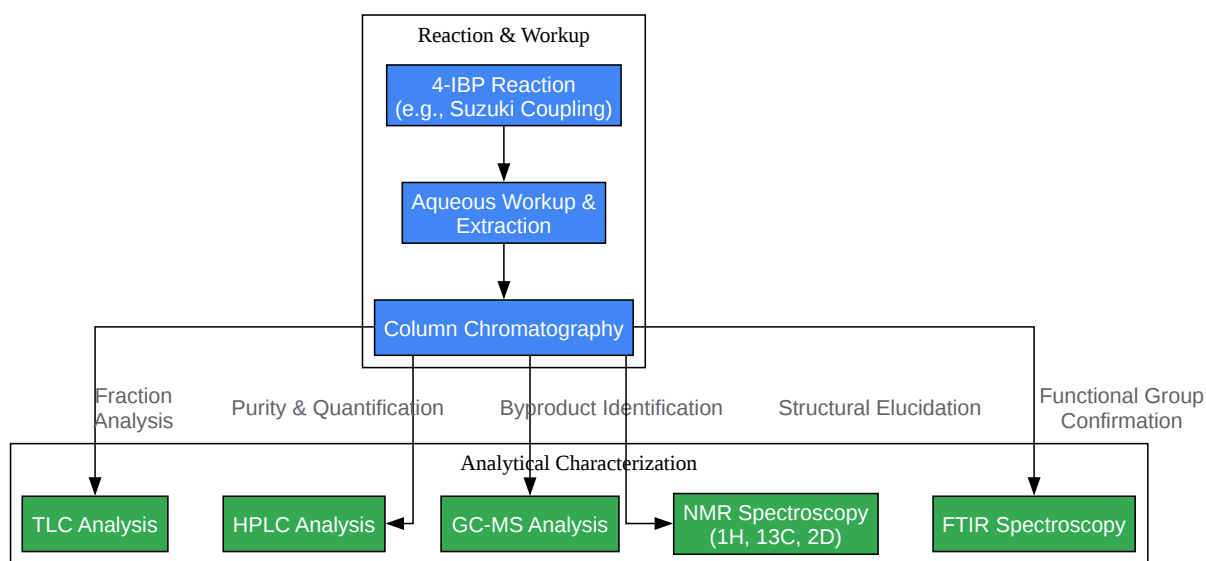 Reaction & Workup
4-IBP Reaction
(e.g., Suzuki Coupling)
Aqueous Workup &
Extraction
Column Chromatography
Fraction
Analysis
Purity & Quantification
Byproduct Identification
Structural Elucidation
Functional Group
Confirmation
Analytical Characterization
TLC Analysis
HPLC Analysis
GC-MS Analysis
NMR Spectroscopy
(1H, 13C, 2D)
FTIR Spectroscopy